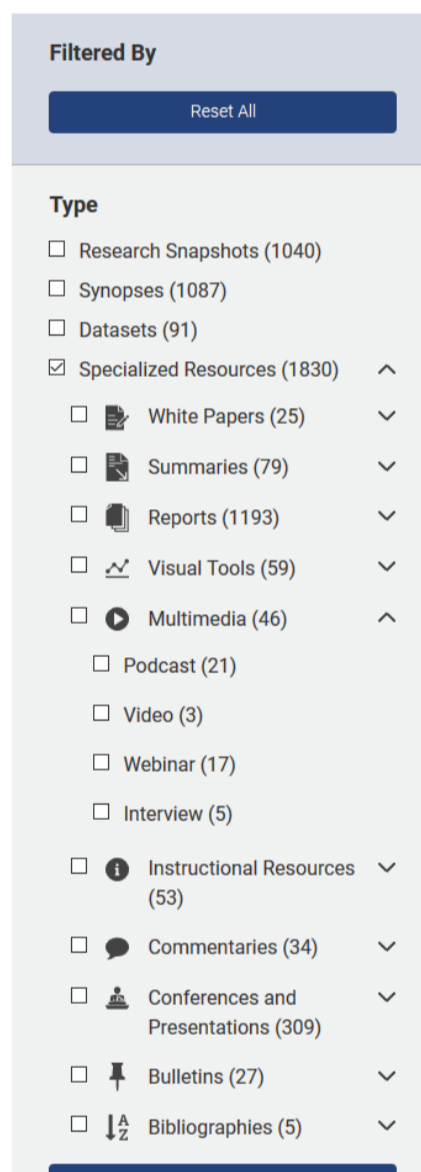 Filtered By
Reset All
Type
Research Snapshots (1040)
Synopses (1087)
Datasets (91)
Specialized Resources (1830)
White Papers (25)
Summaries (79)
Reports (1193)
Visual Tools (59)
Multimedia (46)
Podcast (21)
Video (3)
Webinar (17)
Interview (5)
Instructional Resources
(53)
Commentaries (34)
Conferences and
Presentations (309)
Bulletins (27)
A
Z
Bibliographies (5)